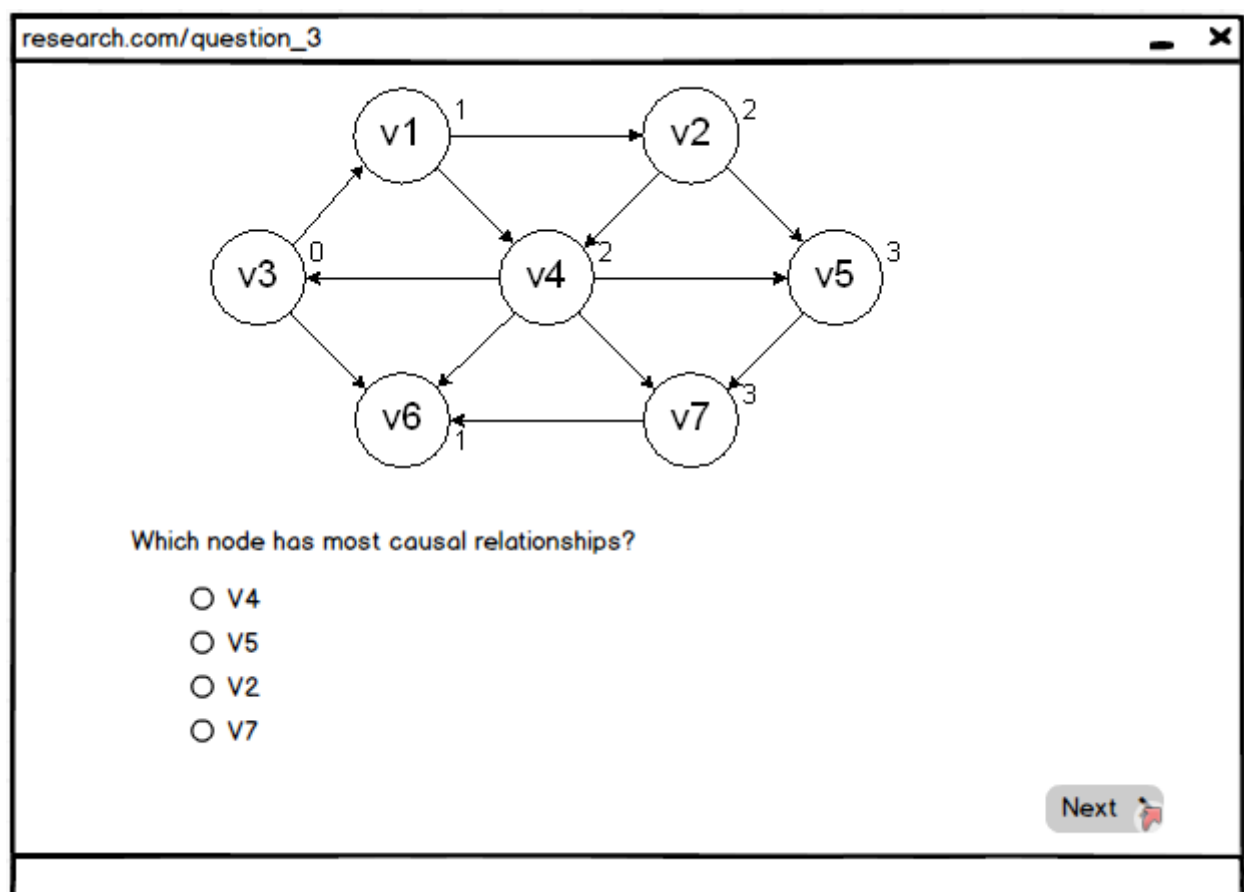 research.com/question_3
v1 1
v2 2
v3 0
v4 2
v5 3
v6 1
v7 3
Which node has most causal relationships?
V4
V5
V2
V7
Next